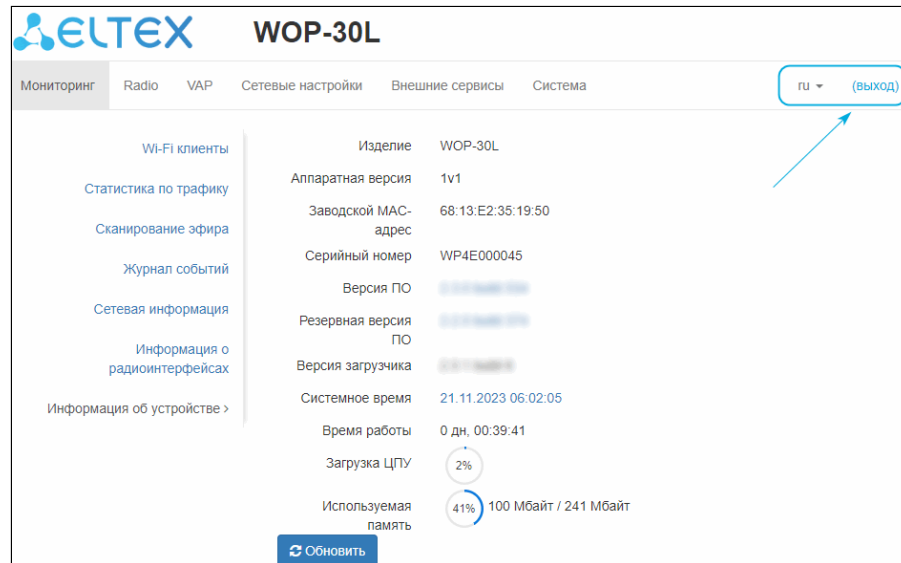 ELTEX WOP-30L
Мониторинг Radio VAP Сетевые настройки Внешние сервисы Система ru (выход)
Wi-Fi клиенты
Статистика по трафику
Сканирование эфира
Журнал событий
Сетевая информация
Информация о
радиоинтерфейсах
Информация об устройстве >
Изделие WOP-30L
Аппаратная версия 1v1
Заводской MAC- 68:13:E2:35:19:50
адрес
Серийный номер WP4E000045
Версия ПО
Резервная версия
ПО
Версия загрузчика
Системное время 21.11.2023 06:02:05
Время работы 0 дн, 00:39:41
Загрузка ЦПУ 2%
Используемая 41% 100 Мбайт / 241 Мбайт
память
Обновить